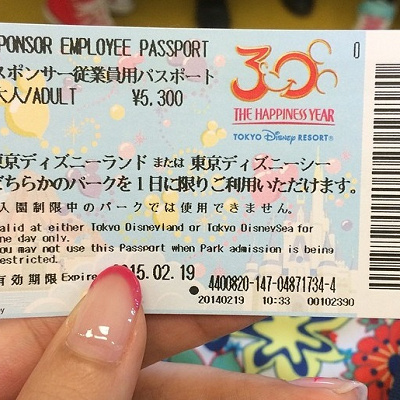 PONSOR EMPLOYEE PASSPORT
スポンサー従業員用パスポート
大人/ADULT ¥5,300
30
THE HAPPINESS YEAR
TOKYO Disney RESORT®
0
東京ディズニーランド または 東京ディズニーシー
どちらかのパークを1日に限りご利用いただけます。
入園制限中のパークでは使用できません。
alid at either Tokyo Disneyland or Tokyo DisneySea for
ne day only.
ou may not use this Passport when Park admission is being
estricted.
有効期限 Expire 15.02.19
4400820-147-04871734-4
20140219 10:33 00102390